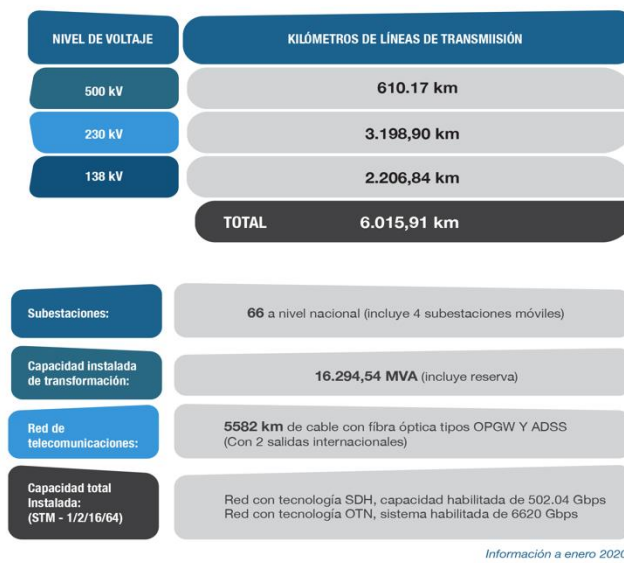 NIVEL DE VOLTAJE KILÓMETROS DE LÍNEAS DE TRANSMIISIÓN
500 kV 610.17 km
230 kV 3.198,90 km
138 kV 2.206,84 km
TOTAL 6.015,91 km
Subestaciones: 66 a nivel nacional (incluye 4 subestaciones móviles)
Capacidad instalada
de transformación:
16.294,54 MVA (incluye reserva)
Red de
telecomunicaciones:
5582 km de cable con fíbra óptica tipos OPGW Y ADSS
(Con 2 salidas internacionales)
Capacidad total
Instalada:
(STM - 1/2/16/64)
Red con tecnología SDH, capacidad habilitada de 502.04 Gbps
Red con tecnología OTN, sistema habilitada de 6620 Gbps
Información a enero 2020